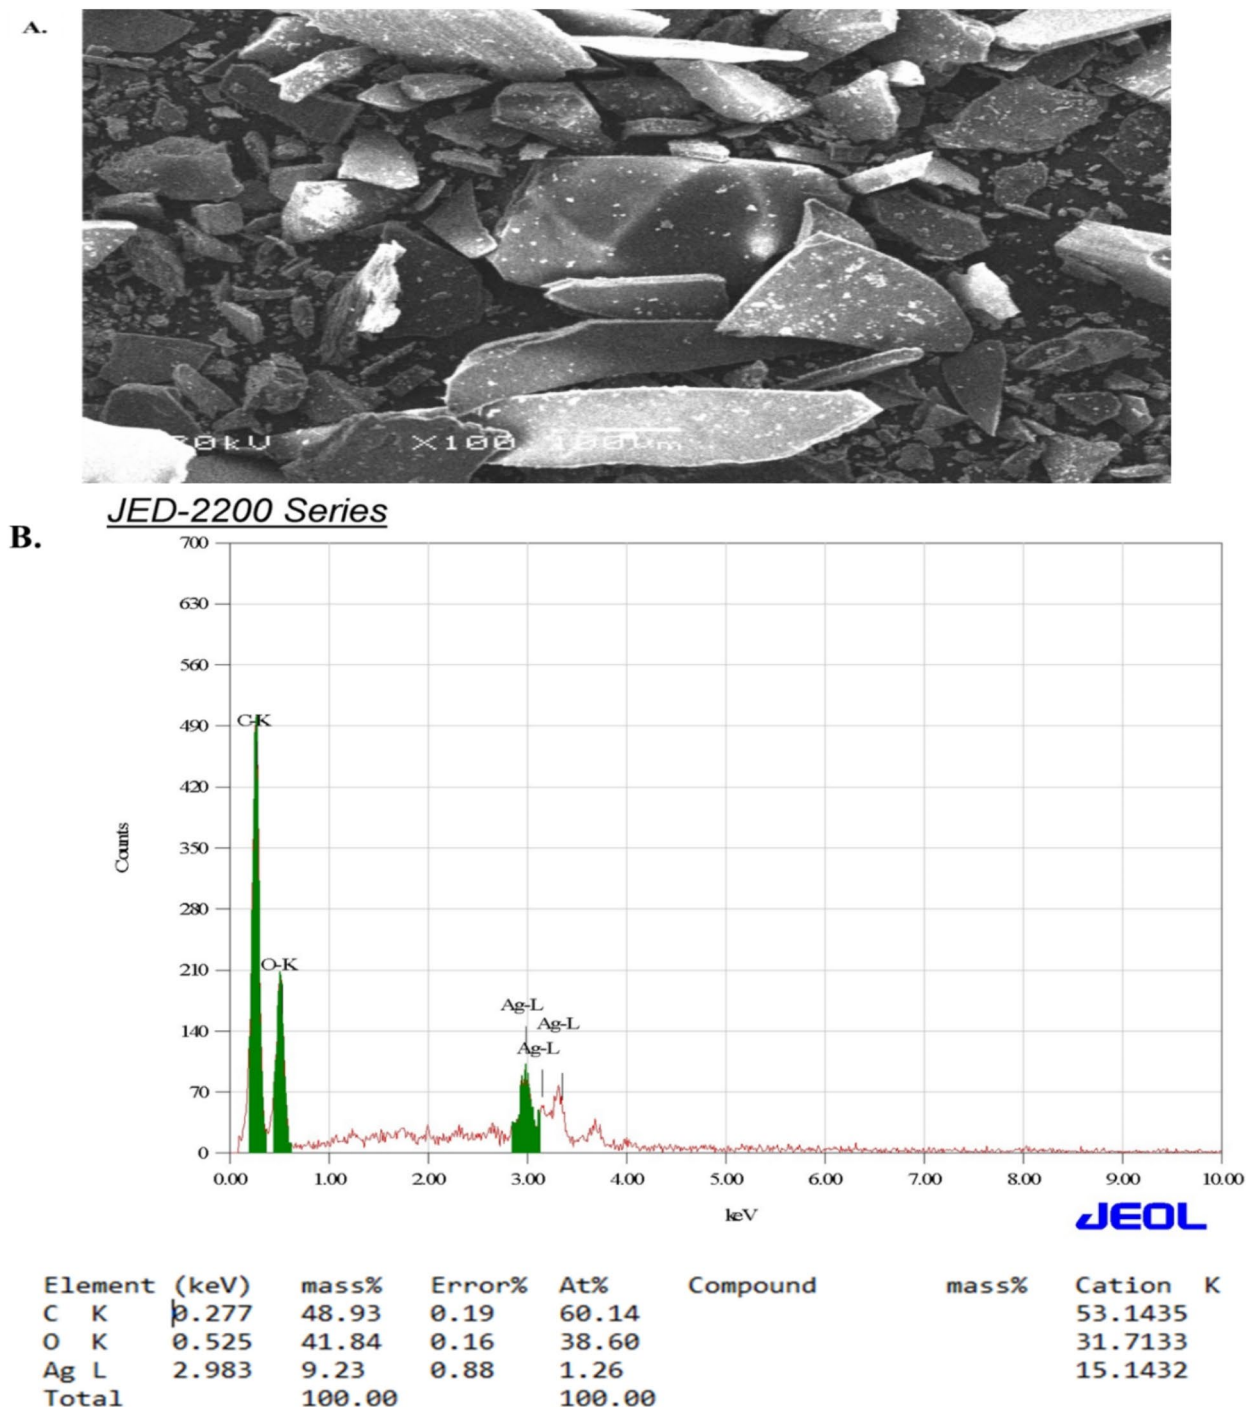 A.
0kV X100 100μm
JED-2200 Series
B.
700
630
560
490
420
350
280
210
140
70
0
Counts
C-K
O-K
Ag-L
Ag-L
Ag-L
0.00 1.00 2.00 3.00 4.00 5.00 6.00 7.00 8.00 9.00 10.00
keV
JEOL
Element (keV) mass% Error% At% Compound mass% Cation K
C K 0.277 48.93 0.19 60.14 53.1435
O K 0.525 41.84 0.16 38.60 31.7133
Ag L 2.983 9.23 0.88 1.26 15.1432
Total 100.00 100.00